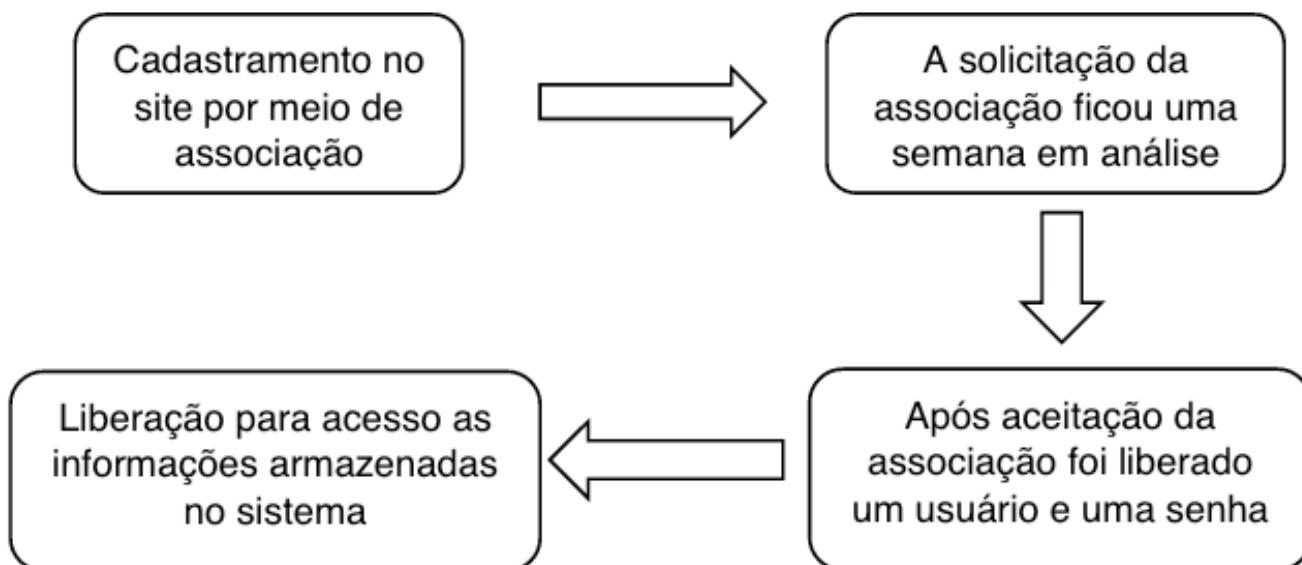 Cadastramento no
site por meio de
associação
A solicitação da
associação ficou uma
semana em análise
Após aceitação da
associação foi liberado
um usuário e uma senha
Liberação para acesso as
informações armazenadas
no sistema